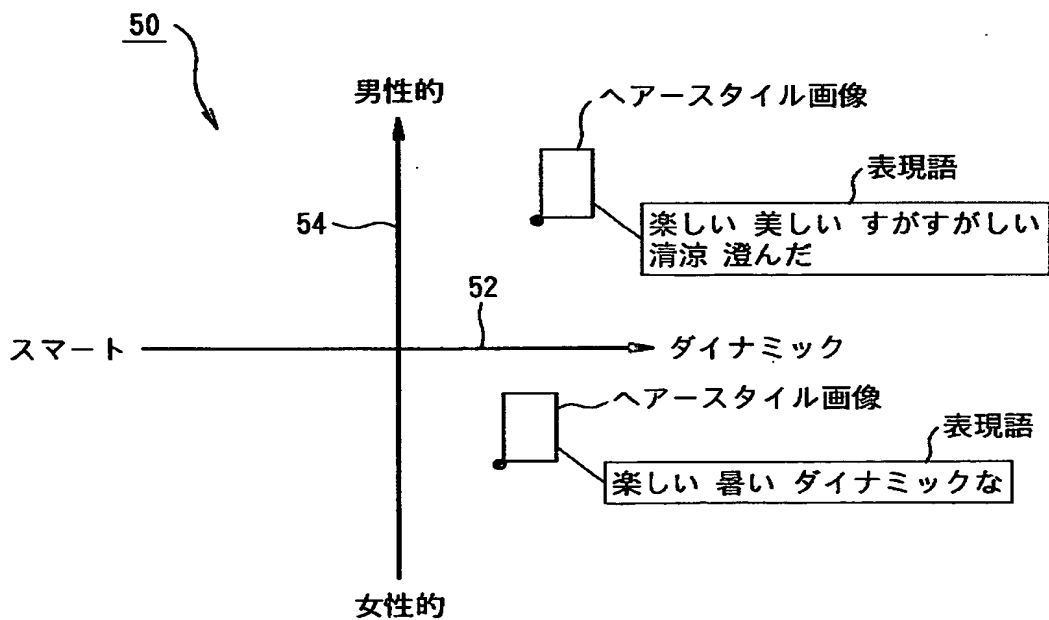 50
男性的
ヘアースタイル画像
表現語
54
楽しい 美しい すがすがしい
清涼 澄んだ
52
スマート
ダイナミック
ヘアースタイル画像
表現語
楽しい 暑い ダイナミックな
女性的